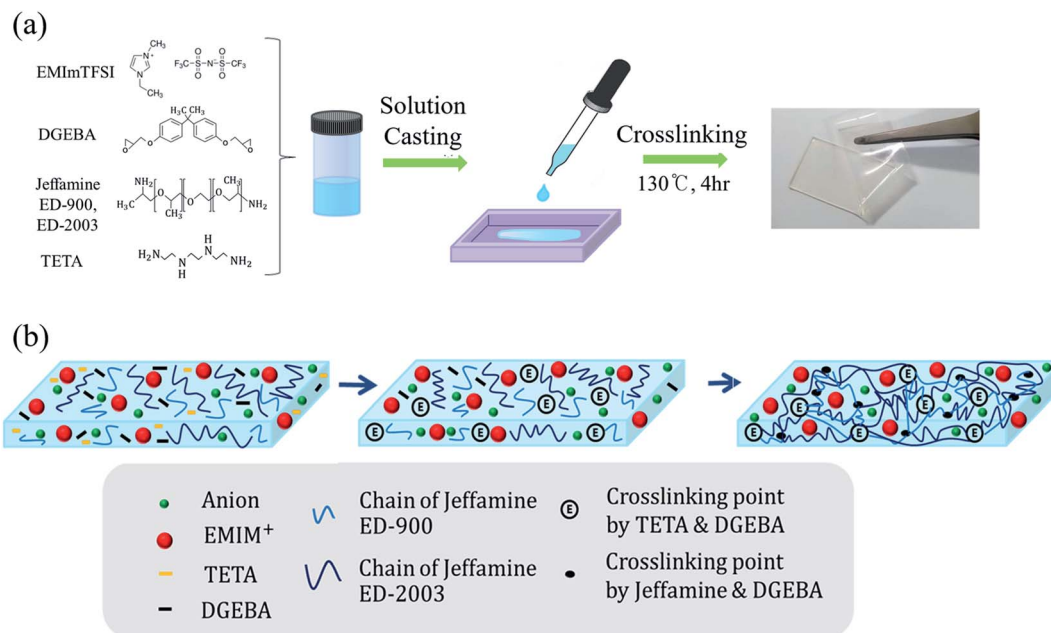 (a)
EMImTFSI
CH₃
N
N⁺
CH₃
F₃C
O
S
O
N⁻
O
S
O
CF₃
DGEBA
H₃C CH₃
O
O
O
O
Jeffamine
ED-900,
ED-2003
NH₂
H₃C
O
CH₃
O
O
CH₃
NH₂
TETA
H₂N
N
H
H
N
NH₂
Solution
Casting
Crosslinking
130℃, 4hr
(b)
E
E
E
E
E
E
E
E
E
E
E
E
E
E
Anion
EMIM⁺
TETA
DGEBA
Chain of Jeffamine
ED-900
Chain of Jeffamine
ED-2003
E
Crosslinking point
by TETA & DGEBA
Crosslinking point
by Jeffamine & DGEBA